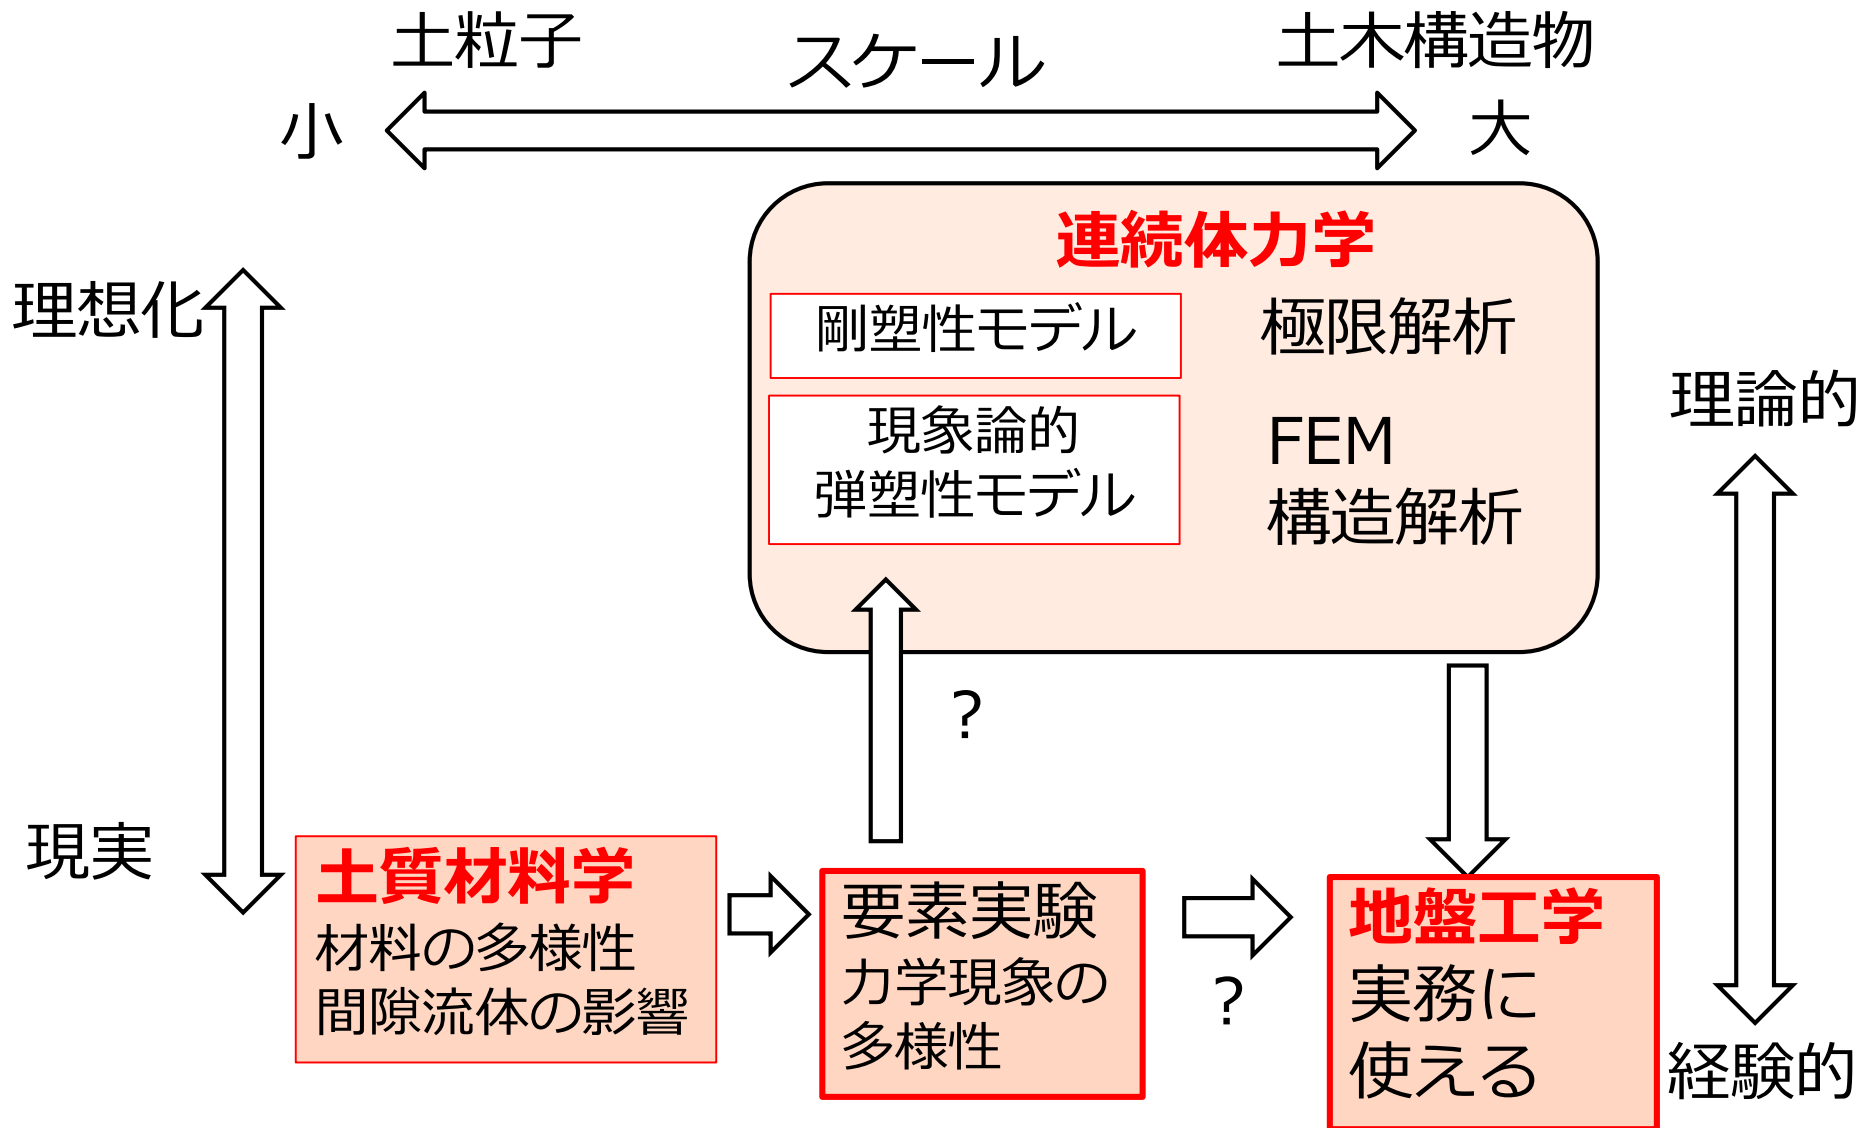 土粒子
スケール
土木構造物
小
大
連続体力学
理想化
剛塑性モデル
極限解析
現象論的
弾塑性モデル
FEM
構造解析
理論的
?
現実
土質材料学
材料の多様性
間隙流体の影響
要素実験
力学現象の
多様性
?
地盤工学
実務に
使える
経験的